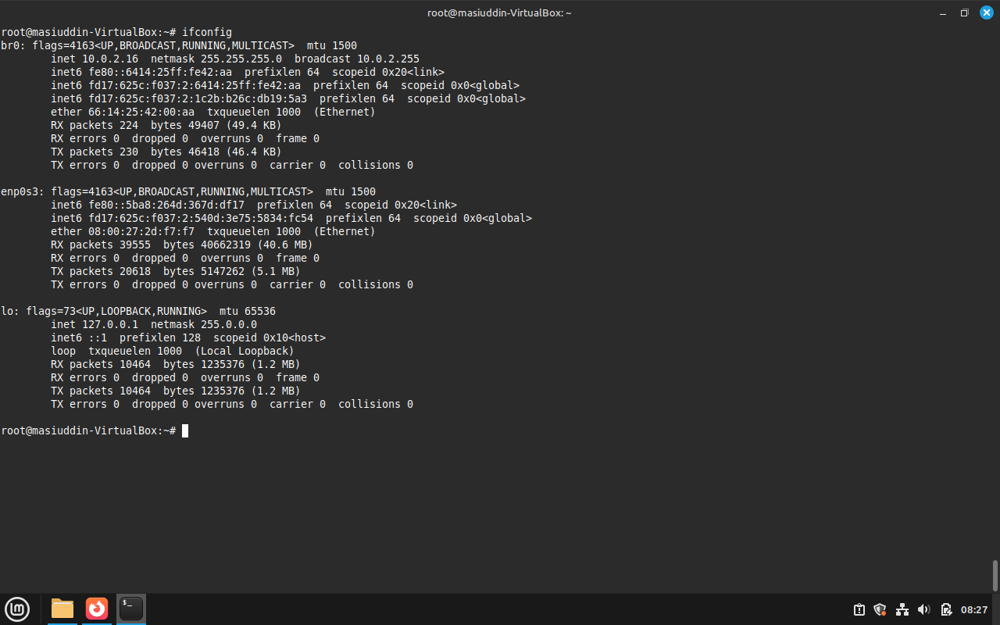 root@masiuddin-VirtualBox: ~
root@masiuddin-VirtualBox:~# ifconfig
br0: flags=4163<UP,BROADCAST,RUNNING,MULTICAST>  mtu 1500
        inet 10.0.2.16  netmask 255.255.255.0  broadcast 10.0.2.255
        inet6 fe80::6414:25ff:fe42:aa  prefixlen 64  scopeid 0x20<link>
        inet6 fd17:625c:f037:2:6414:25ff:fe42:aa  prefixlen 64  scopeid 0x0<global>
        inet6 fd17:625c:f037:2:1c2b:b26c:db19:5a3  prefixlen 64  scopeid 0x0<global>
        ether 66:14:25:42:00:aa  txqueuelen 1000  (Ethernet)
        RX packets 224  bytes 49407 (49.4 KB)
        RX errors 0  dropped 0  overruns 0  frame 0
        TX packets 230  bytes 46418 (46.4 KB)
        TX errors 0  dropped 0 overruns 0  carrier 0  collisions 0

enp0s3: flags=4163<UP,BROADCAST,RUNNING,MULTICAST>  mtu 1500
        inet6 fe80::5ba8:264d:367d:df17  prefixlen 64  scopeid 0x20<link>
        inet6 fd17:625c:f037:2:540d:3e75:5834:fc54  prefixlen 64  scopeid 0x0<global>
        ether 08:00:27:2d:f7:f7  txqueuelen 1000  (Ethernet)
        RX packets 39555  bytes 40662319 (40.6 MB)
        RX errors 0  dropped 0  overruns 0  frame 0
        TX packets 20618  bytes 5147262 (5.1 MB)
        TX errors 0  dropped 0 overruns 0  carrier 0  collisions 0

lo: flags=73<UP,LOOPBACK,RUNNING>  mtu 65536
        inet 127.0.0.1  netmask 255.0.0.0
        inet6 ::1  prefixlen 128  scopeid 0x10<host>
        loop  txqueuelen 1000  (Local Loopback)
        RX packets 10464  bytes 1235376 (1.2 MB)
        RX errors 0  dropped 0  overruns 0  frame 0
        TX packets 10464  bytes 1235376 (1.2 MB)
        TX errors 0  dropped 0 overruns 0  carrier 0  collisions 0

root@masiuddin-VirtualBox:~#
$_
08:27